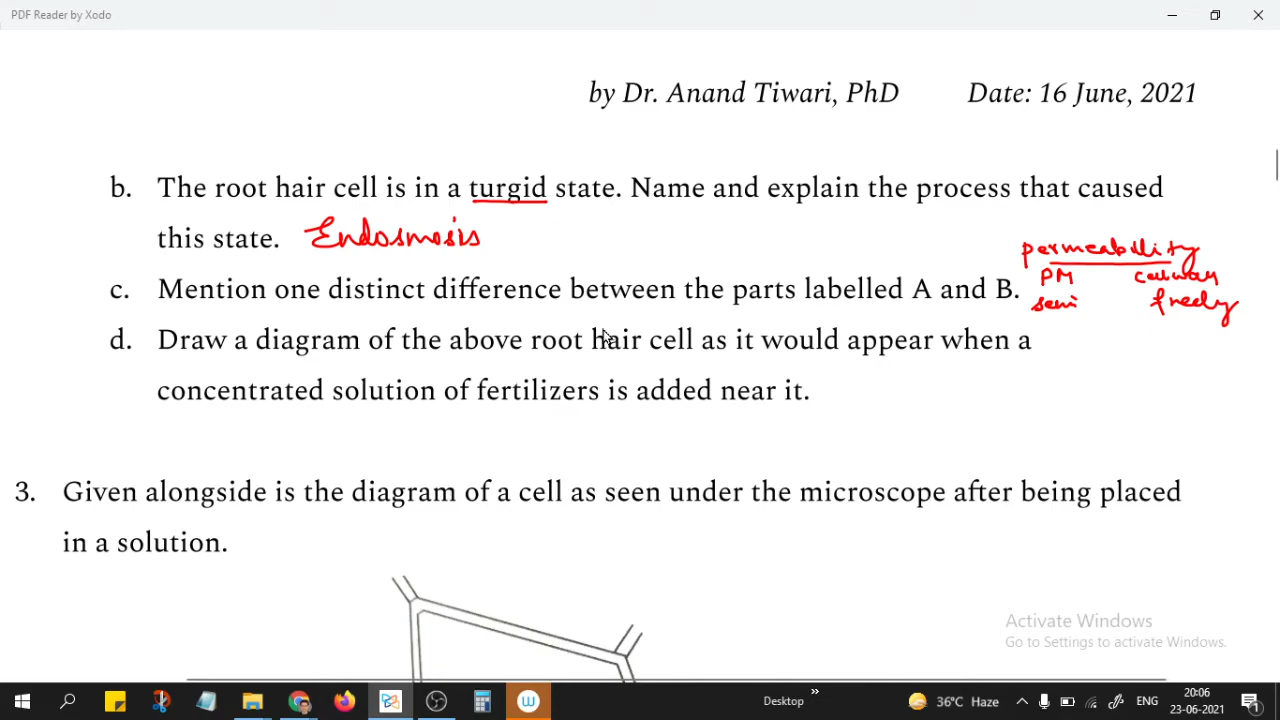 PDF Reader by Xodo
by Dr. Anand Tiwari, PhD Date: 16 June, 2021
b. The root hair cell is in a turgid state. Name and explain the process that caused
this state. Endosmosis
permeability
PM cell wall
semi freely
c. Mention one distinct difference between the parts labelled A and B.
d. Draw a diagram of the above root hair cell as it would appear when a
concentrated solution of fertilizers is added near it.
3. Given alongside is the diagram of a cell as seen under the microscope after being placed
in a solution.
Activate Windows
Go to Settings to activate Windows.
Desktop
36°C Haze
ENG
20:06
23-06-2021